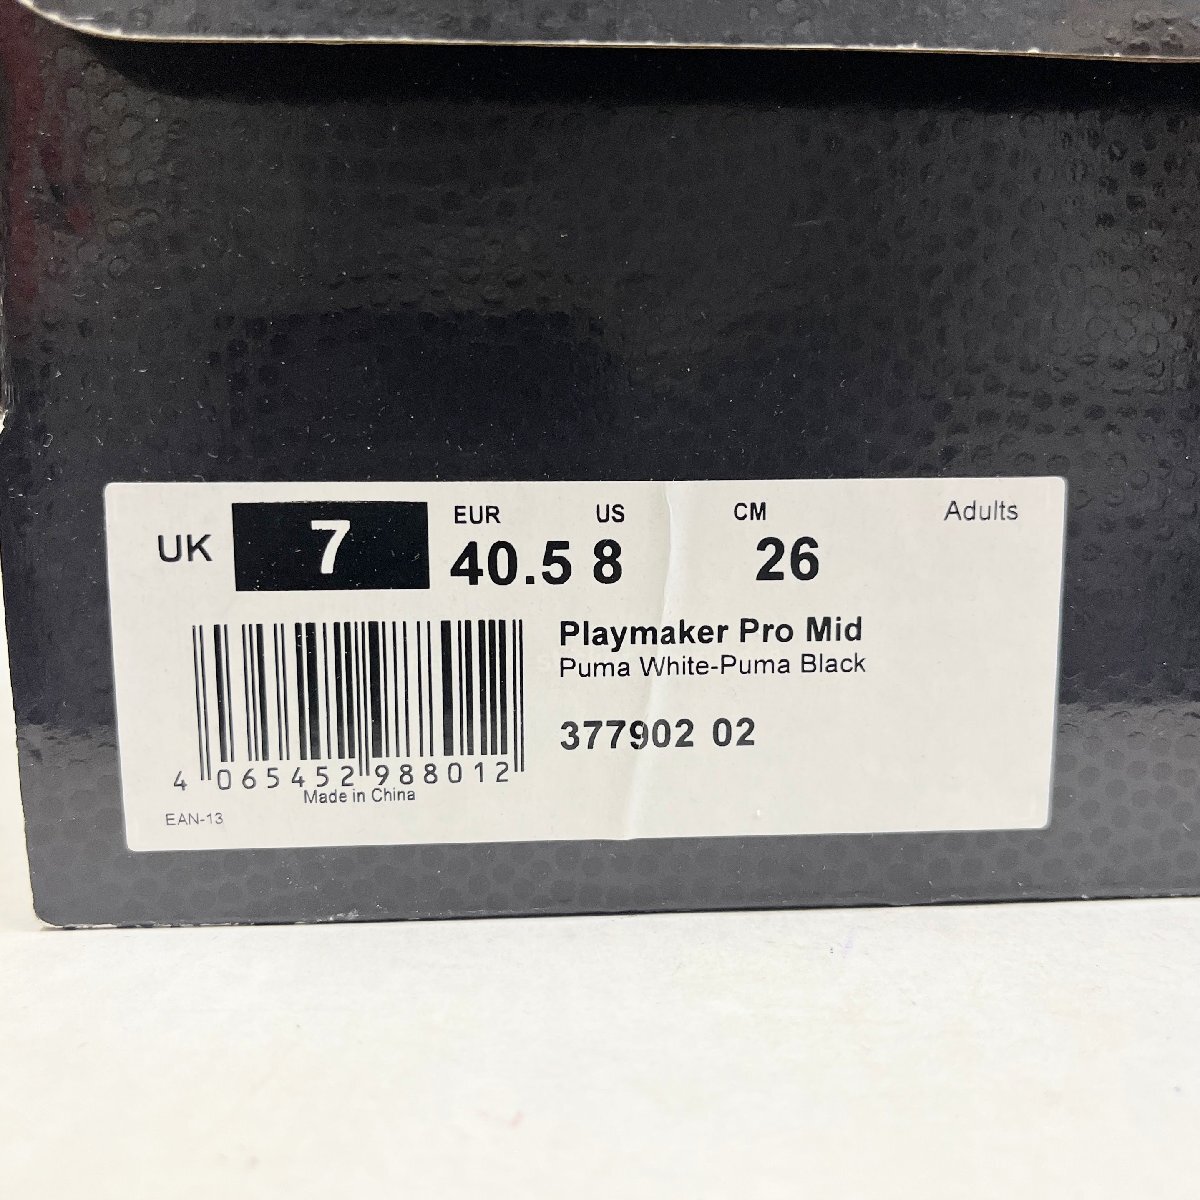 UK 7 EUR 40.5 US 8 CM 26 Adults
Playmaker Pro Mid
Puma White-Puma Black
377902 02
4 065452 988012
Made in China
EAN-13